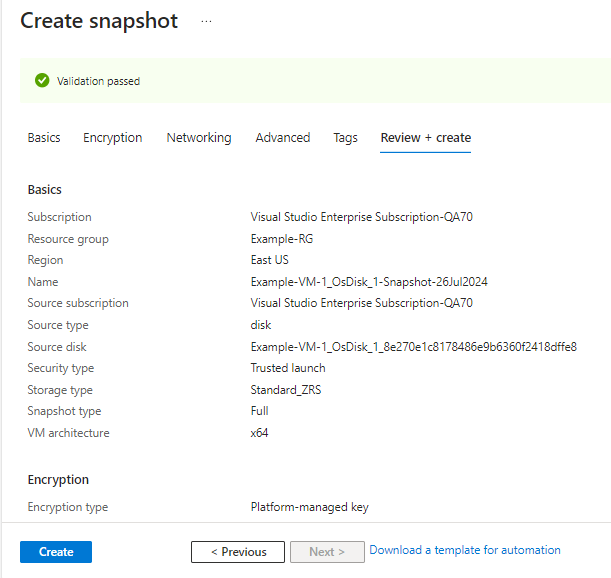 Create snapshot ...
Validation passed
Basics Encryption Networking Advanced Tags Review + create
Basics
Subscription Visual Studio Enterprise Subscription-QA70
Resource group Example-RG
Region East US
Name Example-VM-1_OsDisk_1-Snapshot-26Jul2024
Source subscription Visual Studio Enterprise Subscription-QA70
Source type disk
Source disk Example-VM-1_OsDisk_1_8e270e1c8178486e9b6360f2418dffe8
Security type Trusted launch
Storage type Standard_ZRS
Snapshot type Full
VM architecture x64
Encryption
Encryption type Platform-managed key
Create < Previous Next > Download a template for automation